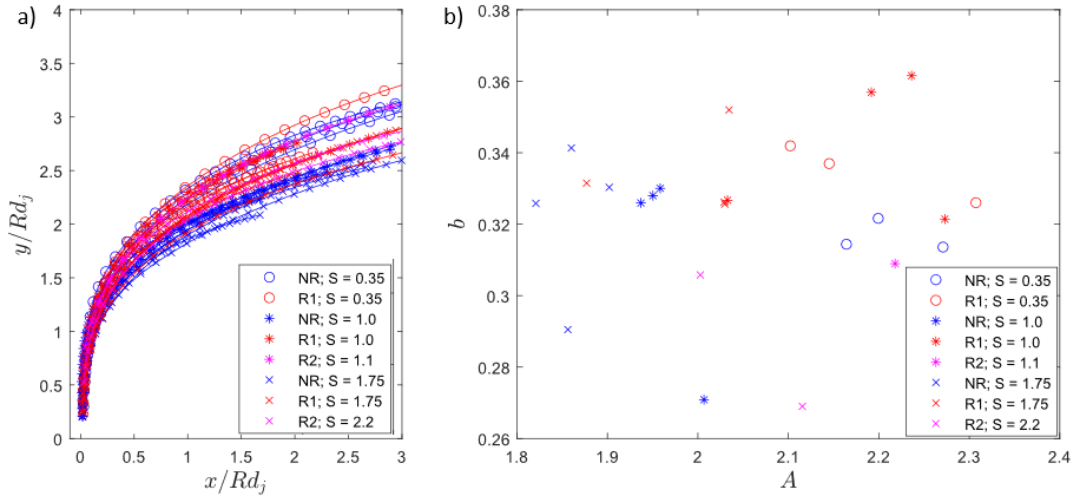 a)
4
3.5
3
2.5
2
1.5
1
0.5
0
y/Rd_j
0 0.5 1 1.5 2 2.5 3
x/Rd_j
NR; S = 0.35
R1; S = 0.35
NR; S = 1.0
R1; S = 1.0
R2; S = 1.1
NR; S = 1.75
R1; S = 1.75
R2; S = 2.2
b)
0.38
0.36
0.34
0.32
0.3
0.28
0.26
b
1.8 1.9 2 2.1 2.2 2.3 2.4
A
NR; S = 0.35
R1; S = 0.35
NR; S = 1.0
R1; S = 1.0
R2; S = 1.1
NR; S = 1.75
R1; S = 1.75
R2; S = 2.2